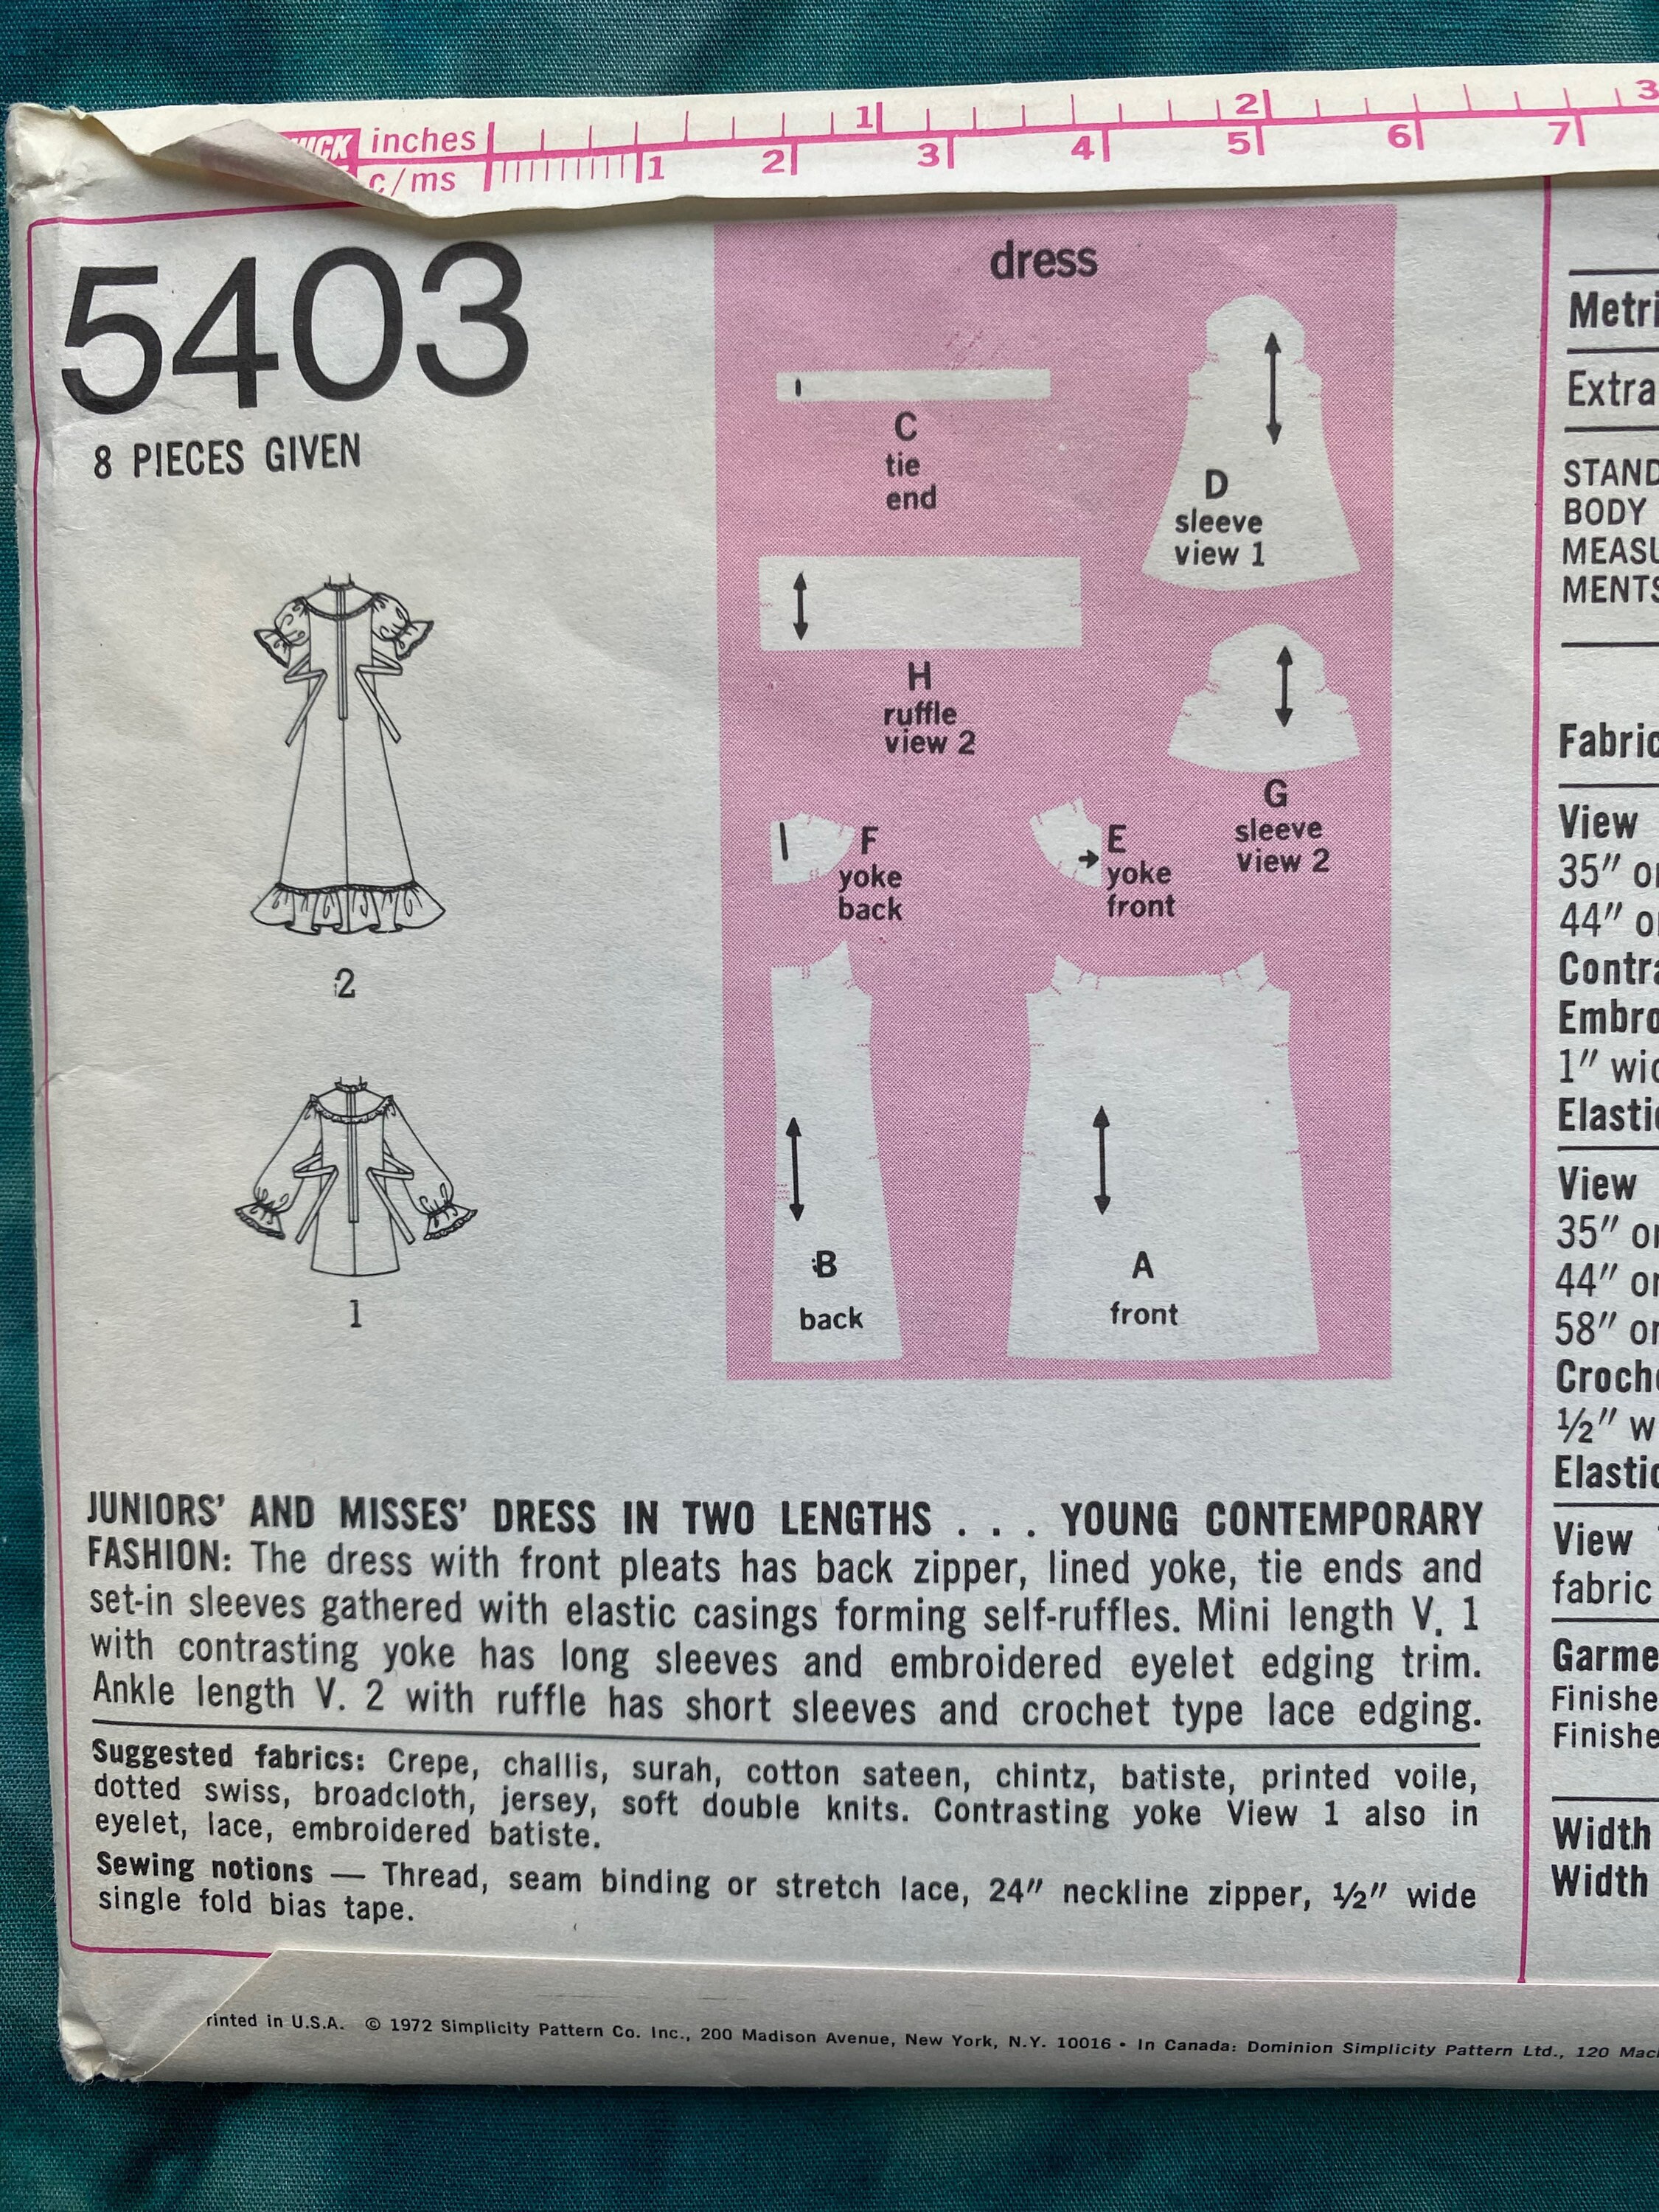 inches 1 2 3
c/ms 1 2 3 4 5 6 7
5403
8 PIECES GIVEN
2
1
dress
C
tie
end
D
sleeve
view 1
H
ruffle
view 2
G
sleeve
view 2
F
yoke
back
E
yoke
front
B
back
A
front
JUNIORS' AND MISSES' DRESS IN TWO LENGTHS . . . YOUNG CONTEMPORARY
FASHION: The dress with front pleats has back zipper, lined yoke, tie ends and
set-in sleeves gathered with elastic casings forming self-ruffles. Mini length V. 1
with contrasting yoke has long sleeves and embroidered eyelet edging trim.
Ankle length V. 2 with ruffle has short sleeves and crochet type lace edging.
Suggested fabrics: Crepe, challis, surah, cotton sateen, chintz, batiste, printed voile,
dotted swiss, broadcloth, jersey, soft double knits. Contrasting yoke View 1 also in
eyelet, lace, embroidered batiste.
Sewing notions — Thread, seam binding or stretch lace, 24" neckline zipper, ½" wide
single fold bias tape.
Extra
STAND
BODY
MEASU
MENTS
Fabric
View
35" or
44" or
Contra
Embro
1" wid
Elastic
View
35" or
44" or
58" or
Croche
½" w
Elastic
View
fabric
Garme
Finishe
Finishe
Width
Width
rinted in U.S.A. © 1972 Simplicity Pattern Co. Inc., 200 Madison Avenue, New York, N.Y. 10016 • In Canada: Dominion Simplicity Pattern Ltd., 120 Mac